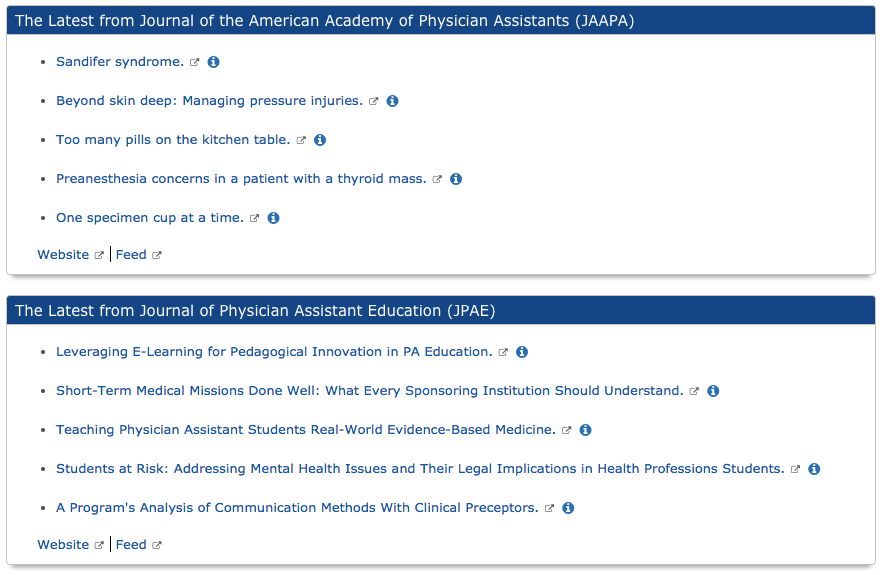 The Latest from Journal of the American Academy of Physician Assistants (JAAPA)
Sandifer syndrome.
Beyond skin deep: Managing pressure injuries.
Too many pills on the kitchen table.
Preanesthesia concerns in a patient with a thyroid mass.
One specimen cup at a time.
Website | Feed
The Latest from Journal of Physician Assistant Education (JPAE)
Leveraging E-Learning for Pedagogical Innovation in PA Education.
Short-Term Medical Missions Done Well: What Every Sponsoring Institution Should Understand.
Teaching Physician Assistant Students Real-World Evidence-Based Medicine.
Students at Risk: Addressing Mental Health Issues and Their Legal Implications in Health Professions Students.
A Program's Analysis of Communication Methods With Clinical Preceptors.
Website | Feed